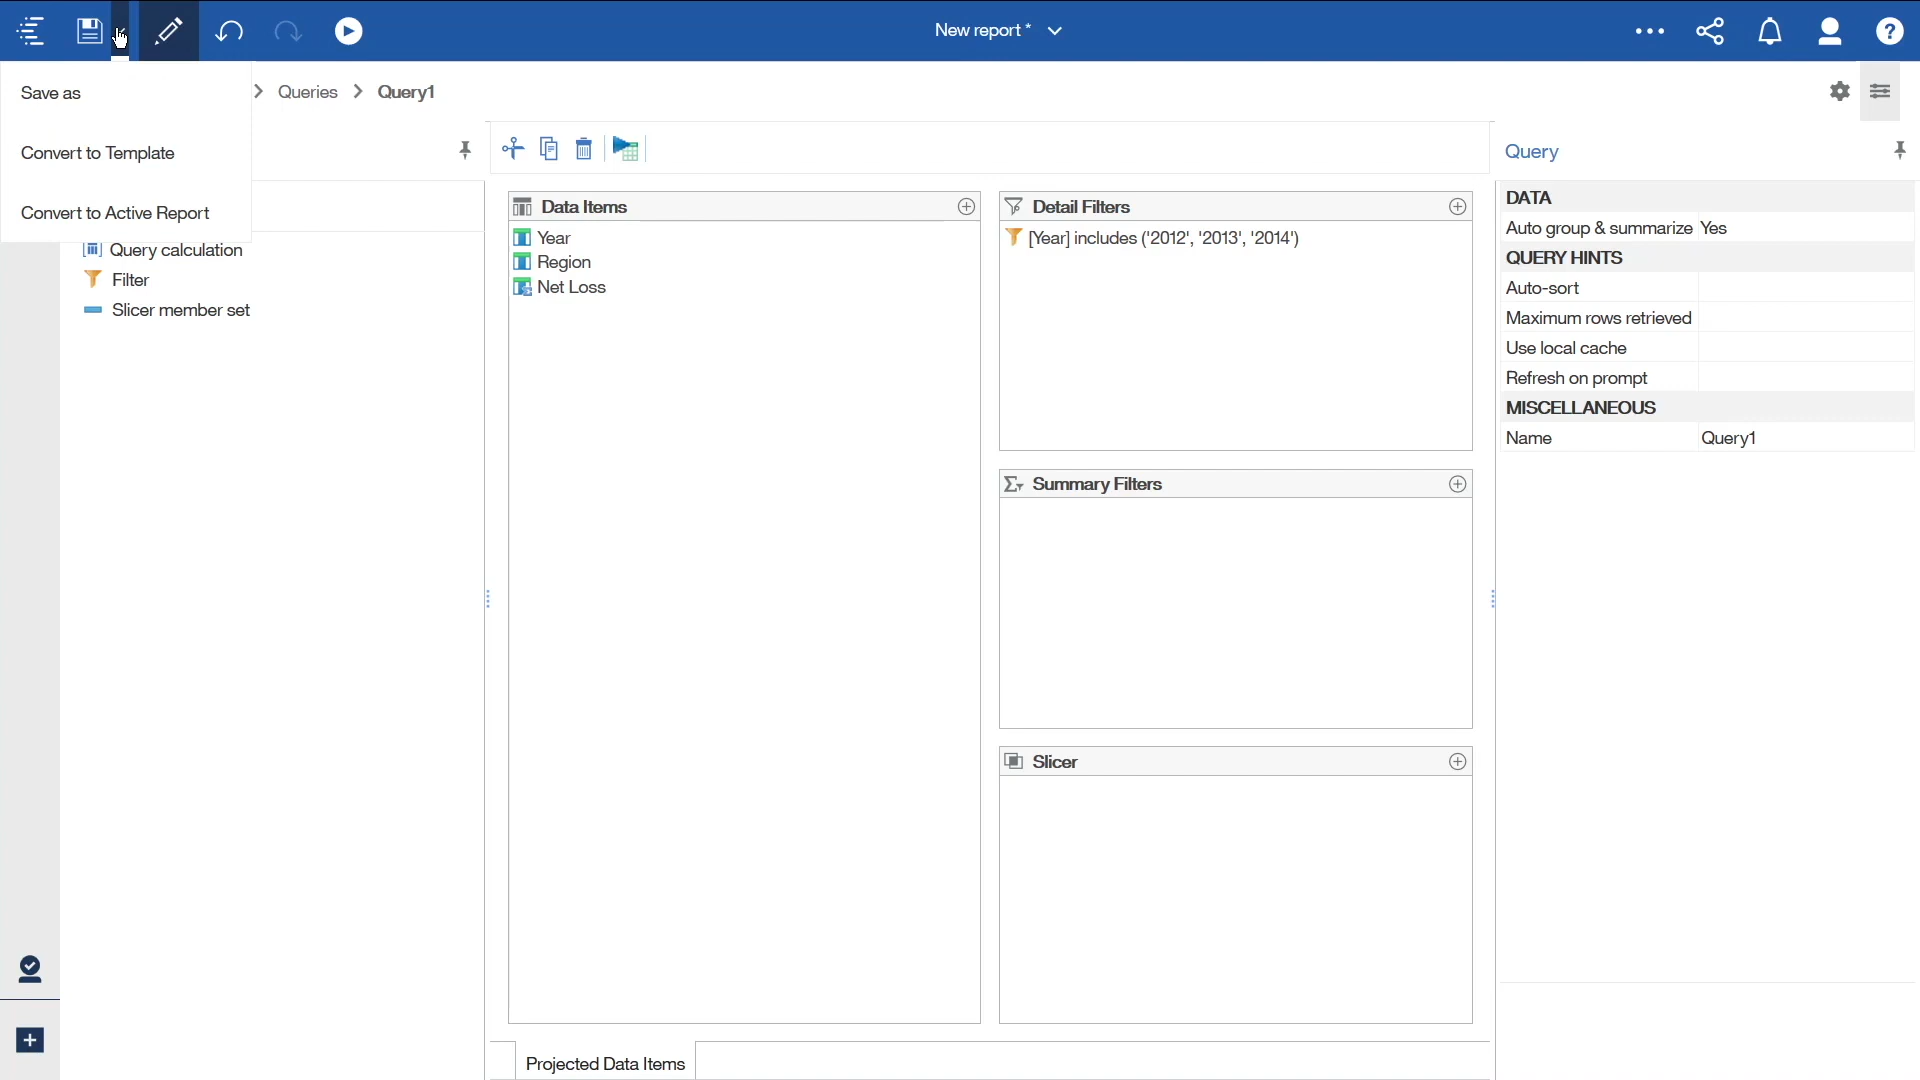 New report *
?
Save as
Convert to Template
Convert to Active Report
Queries
Query1
Query calculation
Filter
Slicer member set
Data Items
Year
Region
Net Loss
Detail Filters
[Year] includes ('2012', '2013', '2014')
Summary Filters
Slicer
Projected Data Items
Query
DATA
Auto group & summarize Yes
QUERY HINTS
Auto-sort
Maximum rows retrieved
Use local cache
Refresh on prompt
MISCELLANEOUS
Name Query1